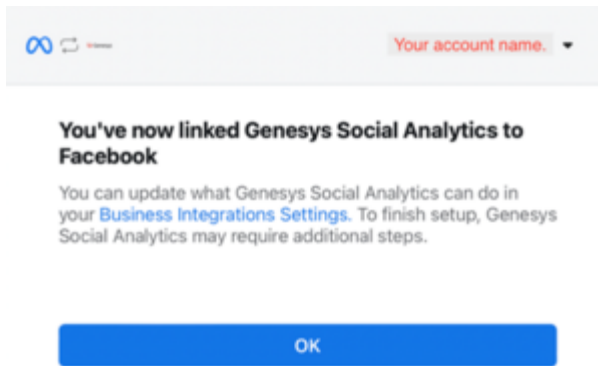 Your account name.
You've now linked Genesys Social Analytics to
Facebook
You can update what Genesys Social Analytics can do in
your Business Integrations Settings. To finish setup, Genesys
Social Analytics may require additional steps.
OK